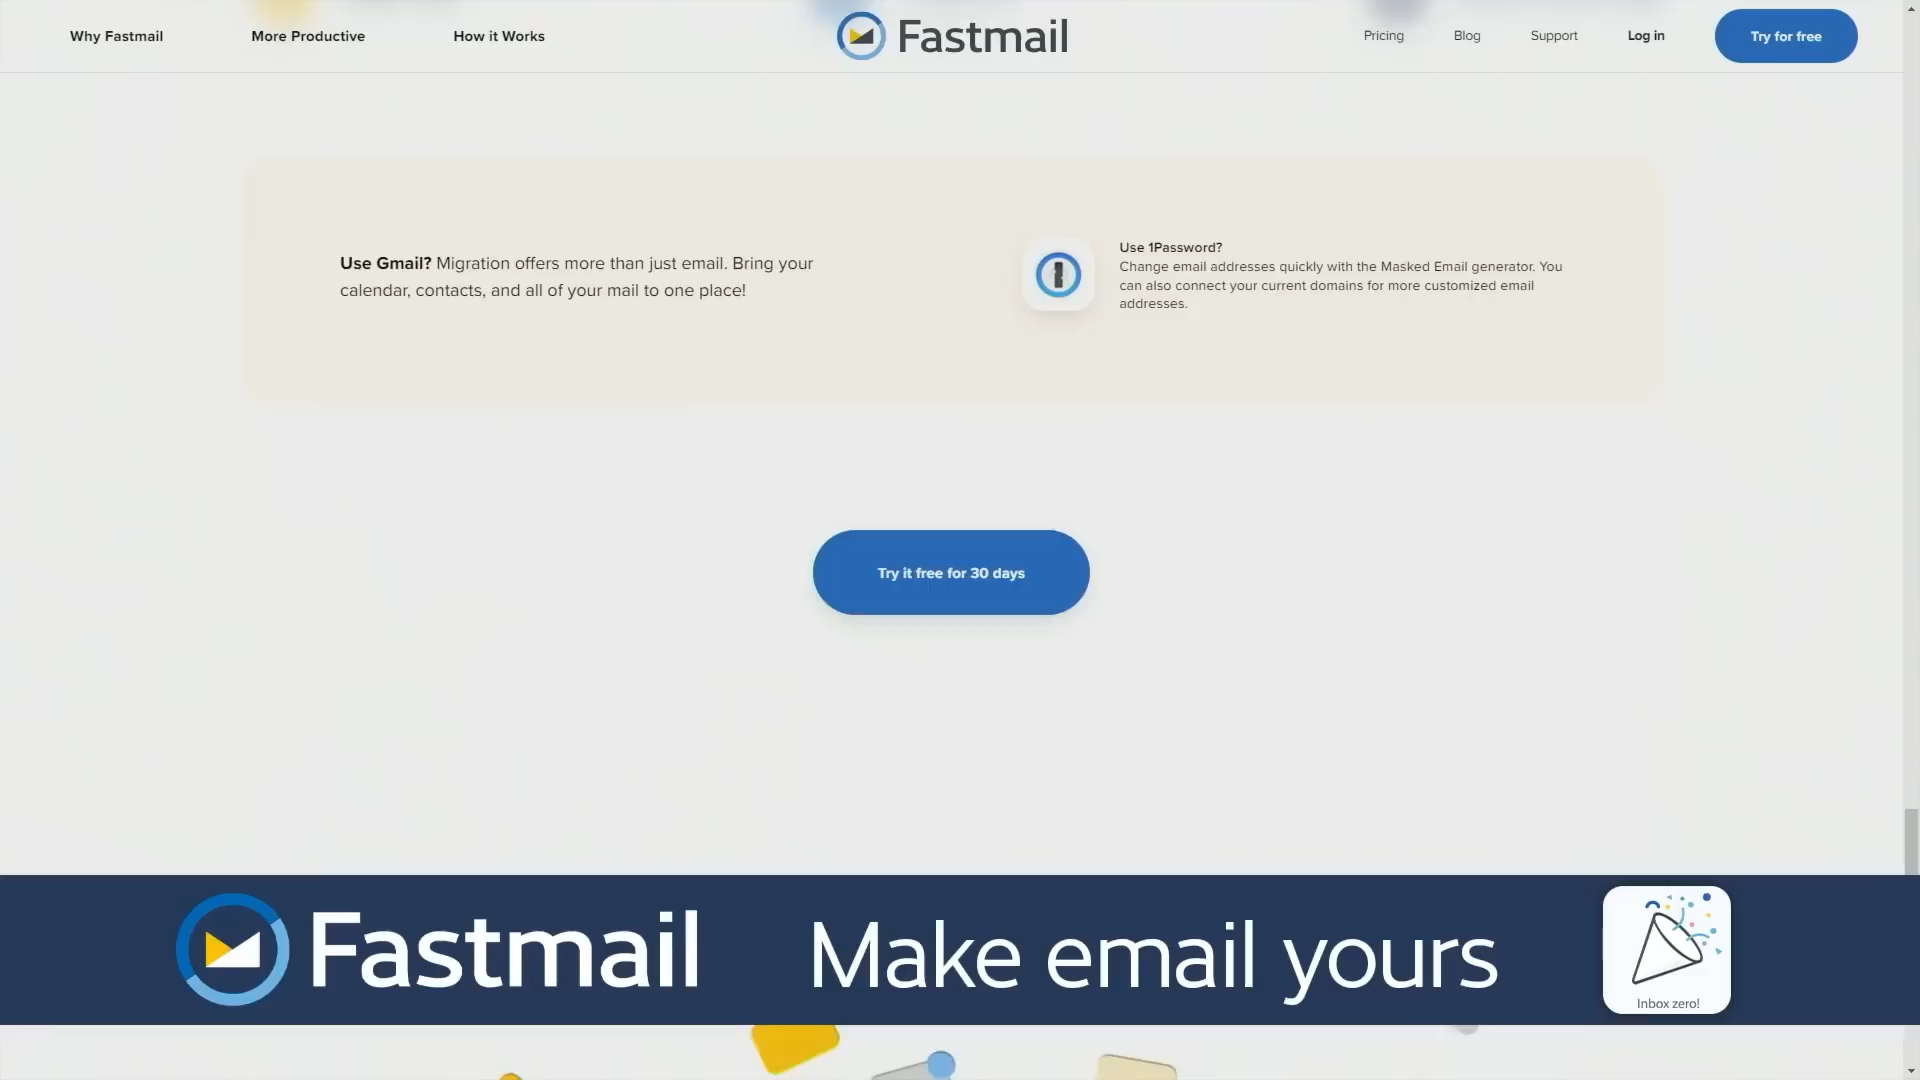 Why Fastmail
More Productive
How it Works
Fastmail
Pricing
Blog
Support
Log in
Try for free
Use Gmail? Migration offers more than just email. Bring your
calendar, contacts, and all of your mail to one place!
Use 1Password?
Change email addresses quickly with the Masked Email generator. You
can also connect your current domains for more customized email
addresses.
Try it free for 30 days
Fastmail
Make email yours
Inbox zero!